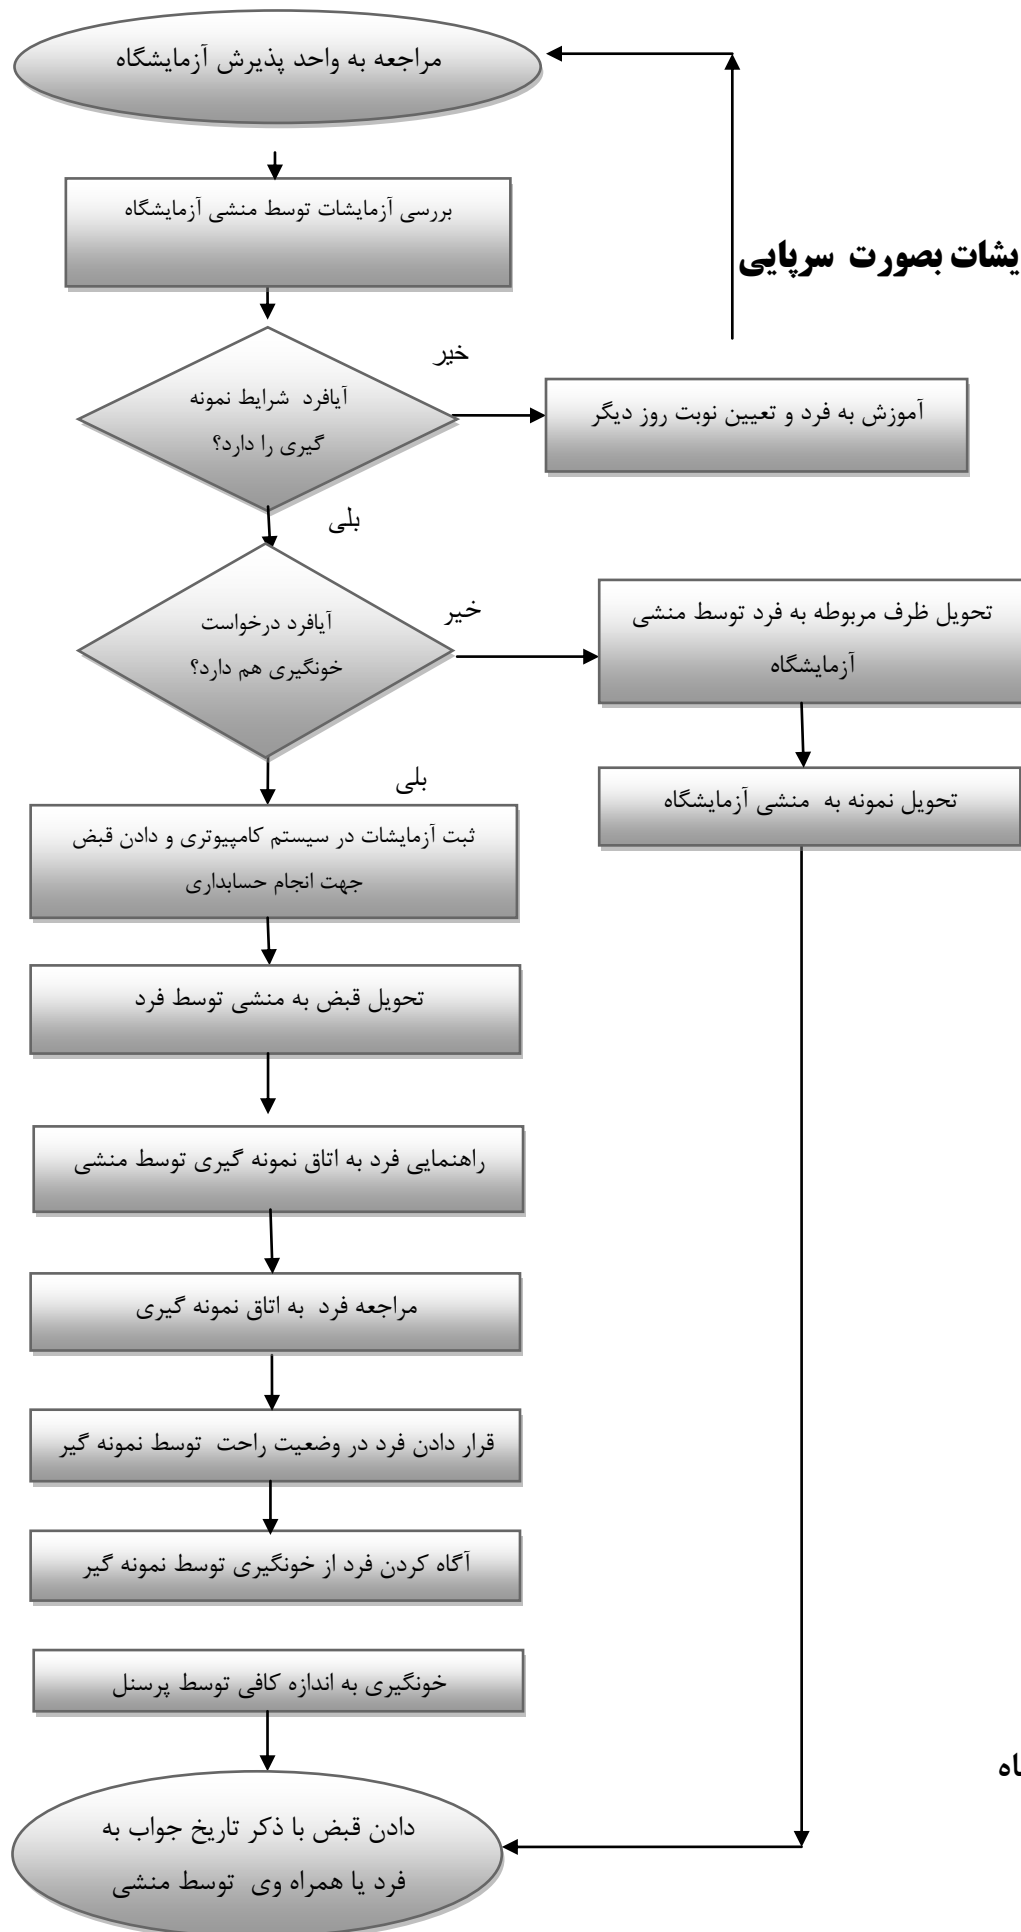 مراجعه به واحد پذیرش آزمایشگاه
بررسی آزمایشات توسط منشی آزمایشگاه
بصورت سرپایی
خیر
آیافرد شرایط نمونه
گیری را دارد؟
آموزش به فرد و تعیین نوبت روز دیگر
بلی
آیافرد درخواست
خونگیری هم دارد؟
خیر
تحویل ظرف مربوطه به فرد توسط منشی
آزمایشگاه
تحویل نمونه به منشی آزمایشگاه
بلی
ثبت آزمایشات در سیستم کامپیوتری و دادن قبض
جهت انجام حسابداری
تحویل قبض به منشی توسط فرد
راهنمایی فرد به اتاق نمونه گیری توسط منشی
مراجعه فرد به اتاق نمونه گیری
قرار دادن فرد در وضعیت راحت توسط نمونه گیر
آگاه کردن فرد از خونگیری توسط نمونه گیر
خونگیری به اندازه کافی توسط پرسنل
دادن قبض با ذکر تاریخ جواب به
فرد یا همراه وی توسط منشی